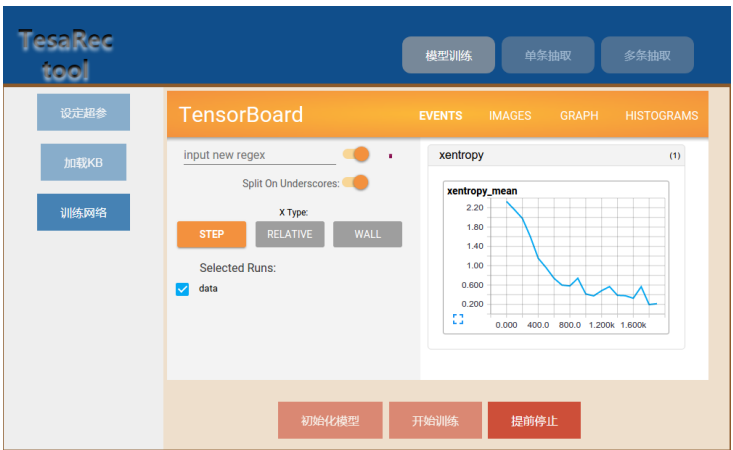 TesaRec
tool
模型训练
单条抽取
多条抽取
设定超参
加载KB
训练网络
TensorBoard
EVENTS
IMAGES
GRAPH
HISTOGRAMS
input new regex
Split On Underscores:
X Type:
STEP
RELATIVE
WALL
Selected Runs:
data
xentropy
(1)
xentropy_mean
2.20
1.80
1.40
1.00
0.600
0.200
0.000 400.0 800.0 1.200k 1.600k
初始化模型
开始训练
提前停止